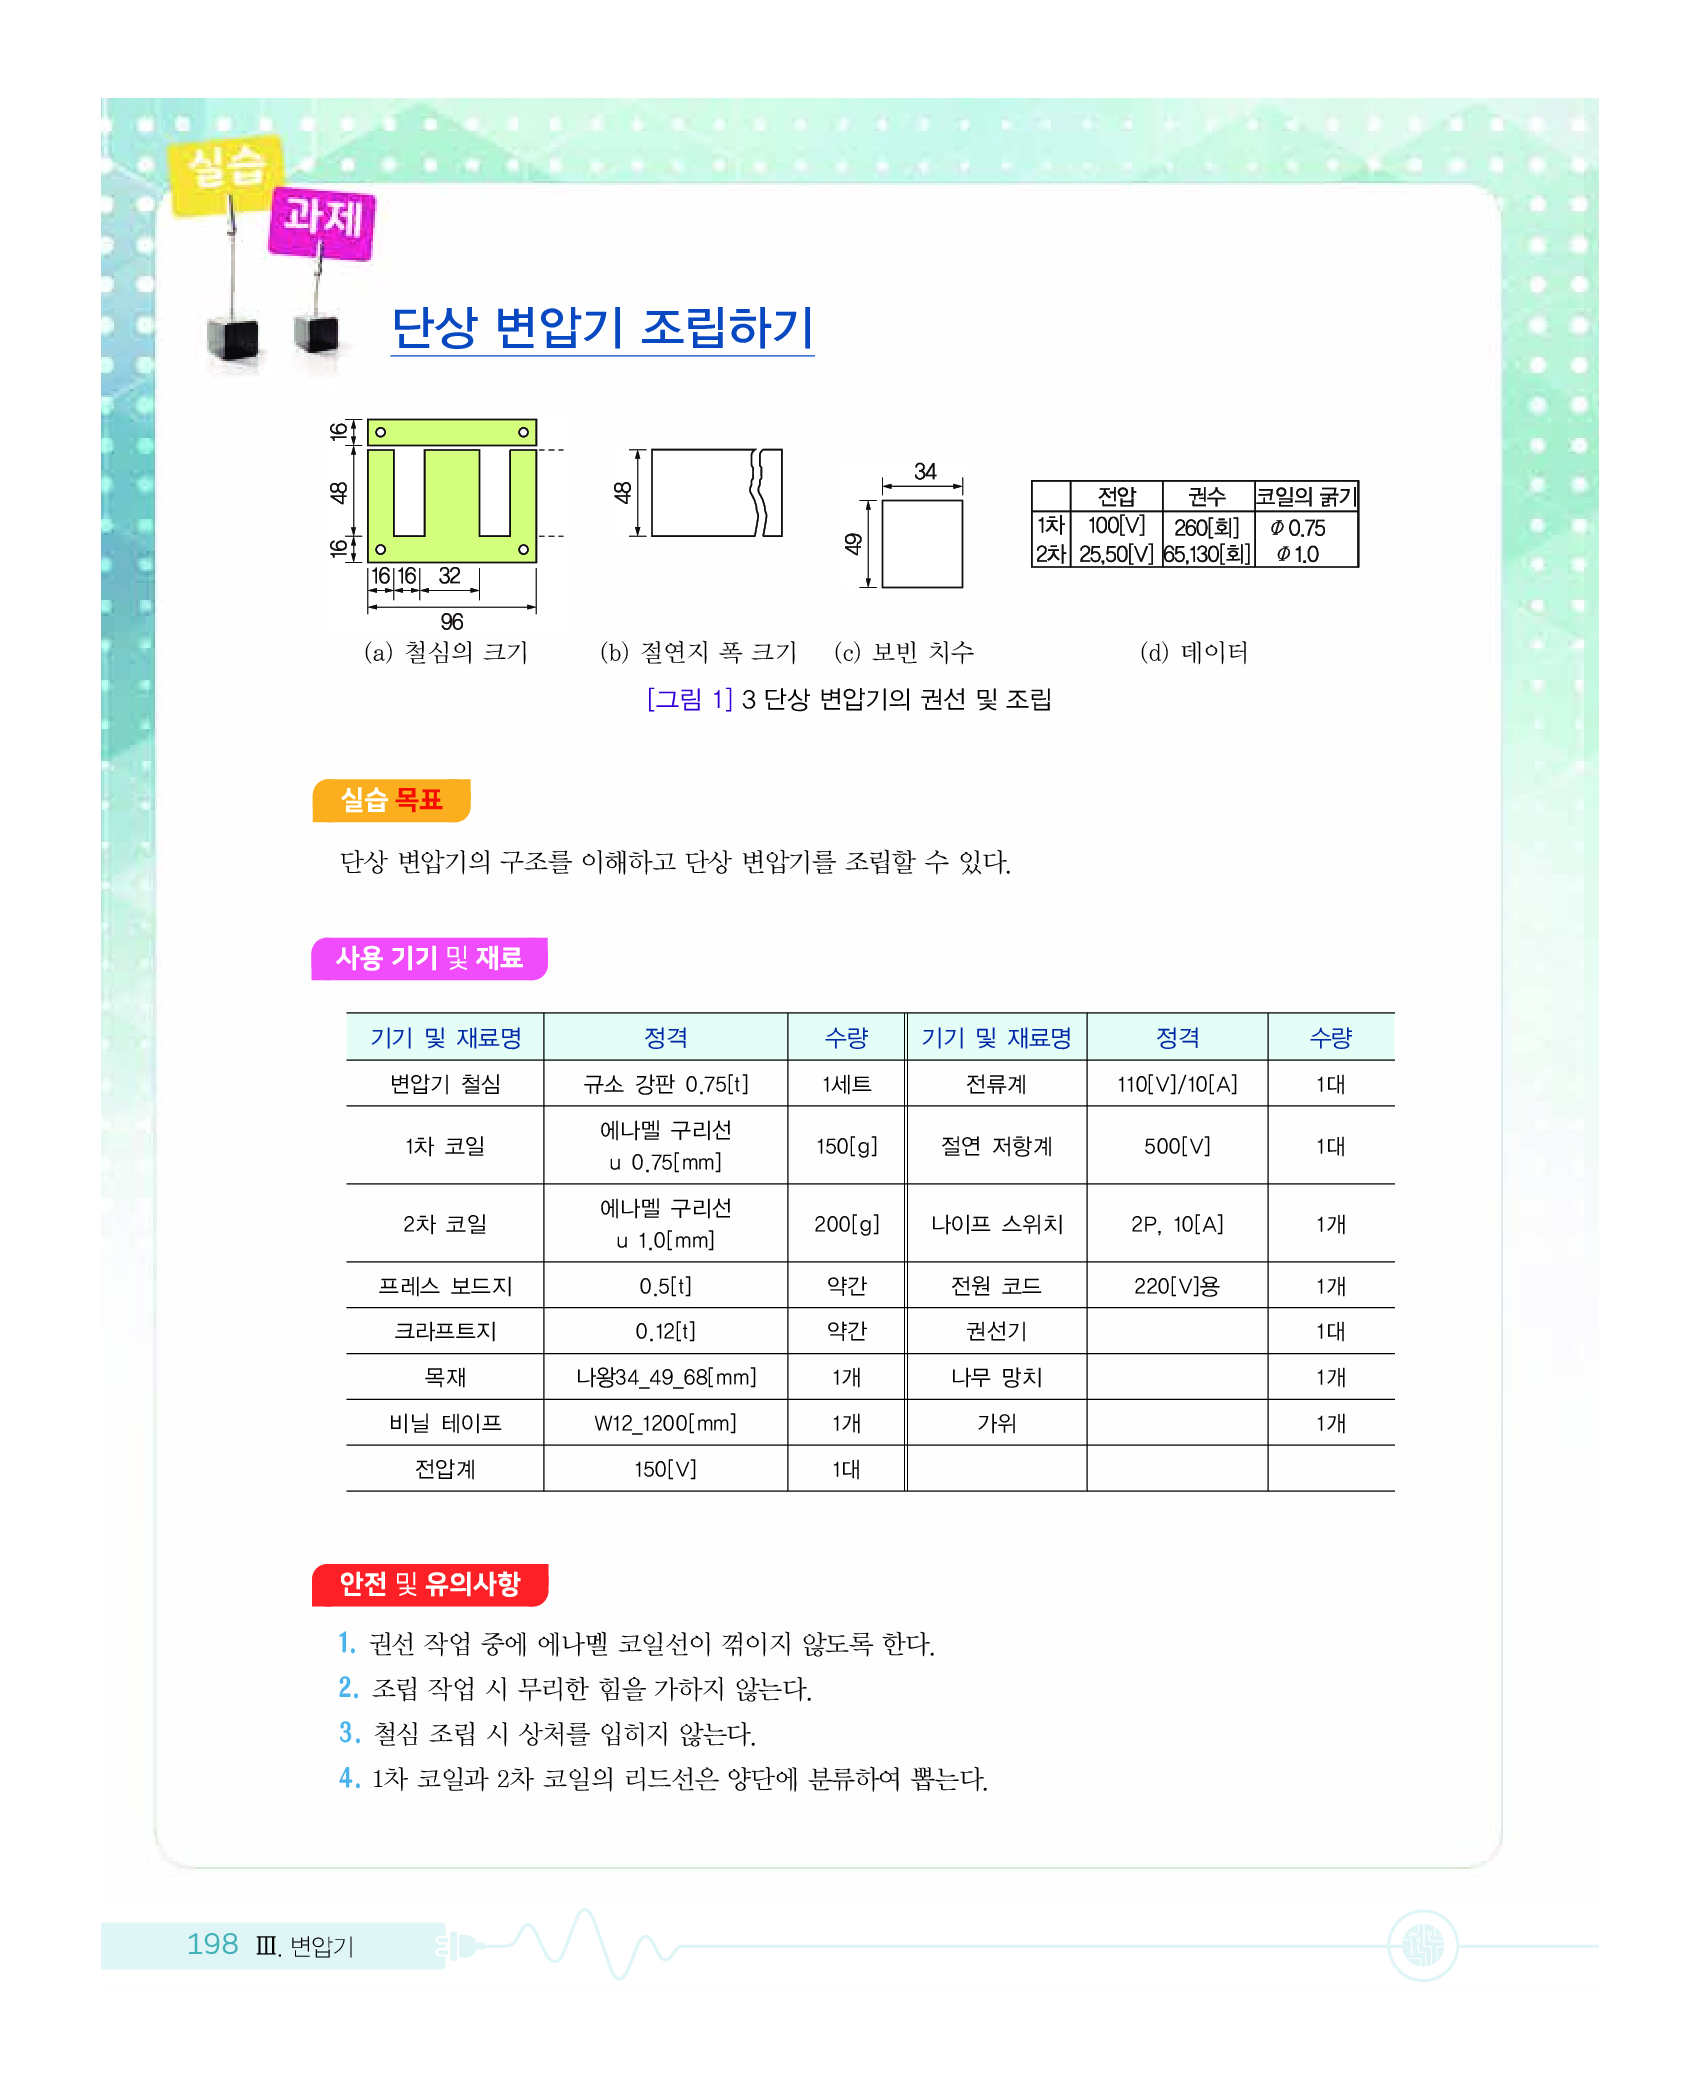 실습
과제
단상 변압기 조립하기
16
48
16
16 16 32
96
48
34
49
전압 권수 코일의 굵기
1차 100[V] 260[회] Φ0.75
2차 25,50[V] 65,130[회] Φ1.0
(a) 철심의 크기 (b) 절연지 폭 크기 (c) 보빈 치수 (d) 데이터
[그림 1] 3 단상 변압기의 권선 및 조립
실습 목표
단상 변압기의 구조를 이해하고 단상 변압기를 조립할 수 있다.
사용 기기 및 재료
기기 및 재료명 정격 수량 기기 및 재료명 정격 수량
변압기 철심 규소 강판 0.75[t] 1세트 전류계 110[V]/10[A] 1대
1차 코일 에나멜 구리선 u 0.75[mm] 150[g] 절연 저항계 500[V] 1대
2차 코일 에나멜 구리선 u 1.0[mm] 200[g] 나이프 스위치 2P, 10[A] 1개
프레스 보드지 0.5[t] 약간 전원 코드 220[V]용 1개
크라프트지 0.12[t] 약간 권선기 1대
목재 나왕34_49_68[mm] 1개 나무 망치 1개
비닐 테이프 W12_1200[mm] 1개 가위 1개
전압계 150[V] 1대
안전 및 유의사항
1. 권선 작업 중에 에나멜 코일선이 꺾이지 않도록 한다.
2. 조립 작업 시 무리한 힘을 가하지 않는다.
3. 철심 조립 시 상처를 입히지 않는다.
4. 1차 코일과 2차 코일의 리드선은 양단에 분류하여 뽑는다.
198 Ⅲ. 변압기